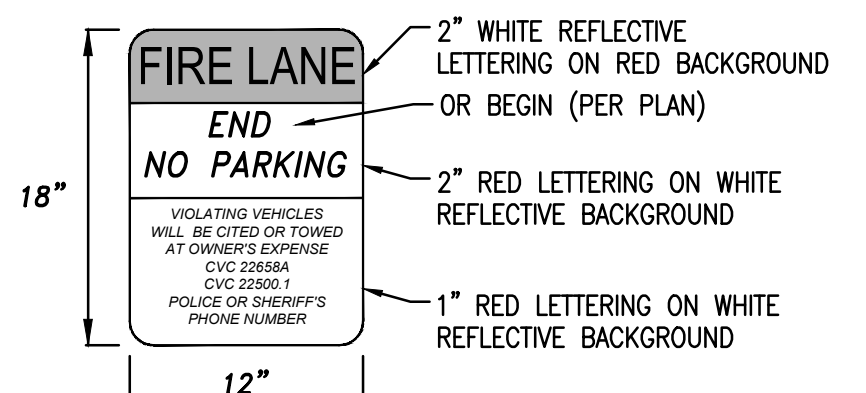 FIRE LANE
END
NO PARKING
VIOLATING VEHICLES
WILL BE CITED OR TOWED
AT OWNER'S EXPENSE
CVC 22658A
CVC 22500.1
POLICE OR SHERIFF'S
PHONE NUMBER
18"
12"
2" WHITE REFLECTIVE
LETTERING ON RED BACKGROUND
OR BEGIN (PER PLAN)
2" RED LETTERING ON WHITE
REFLECTIVE BACKGROUND
1" RED LETTERING ON WHITE
REFLECTIVE BACKGROUND